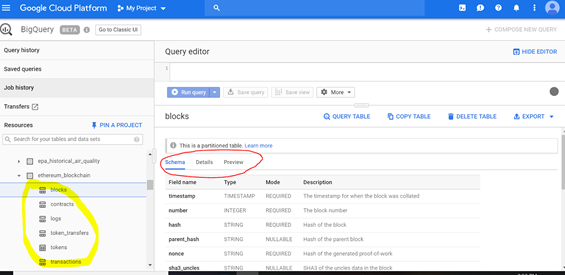 Google Cloud Platform
My Project
BigQuery
BETA
Go to Classic UI
COMPOSE NEW QUERY
Query history
Saved queries
Job history
Transfers
Resources
PIN A PROJECT
Search for your tables and data sets
epa_historical_air_quality
ethereum_blockchain
blocks
contracts
logs
token_transfers
tokens
transactions
Query editor
HIDE EDITOR
1
Run query
Save query
Save view
More
blocks
QUERY TABLE
COPY TABLE
DELETE TABLE
EXPORT
This is a partitioned table. Learn more
Schema Details Preview
Field name Type Mode Description
timestamp TIMESTAMP REQUIRED The timestamp for when the block was collated
number INTEGER REQUIRED The block number
hash STRING REQUIRED Hash of the block
parent_hash STRING NULLABLE Hash of the parent block
nonce STRING REQUIRED Hash of the generated proof-of-work
sha3_uncles STRING NULLABLE SHA3 of the uncles data in the block